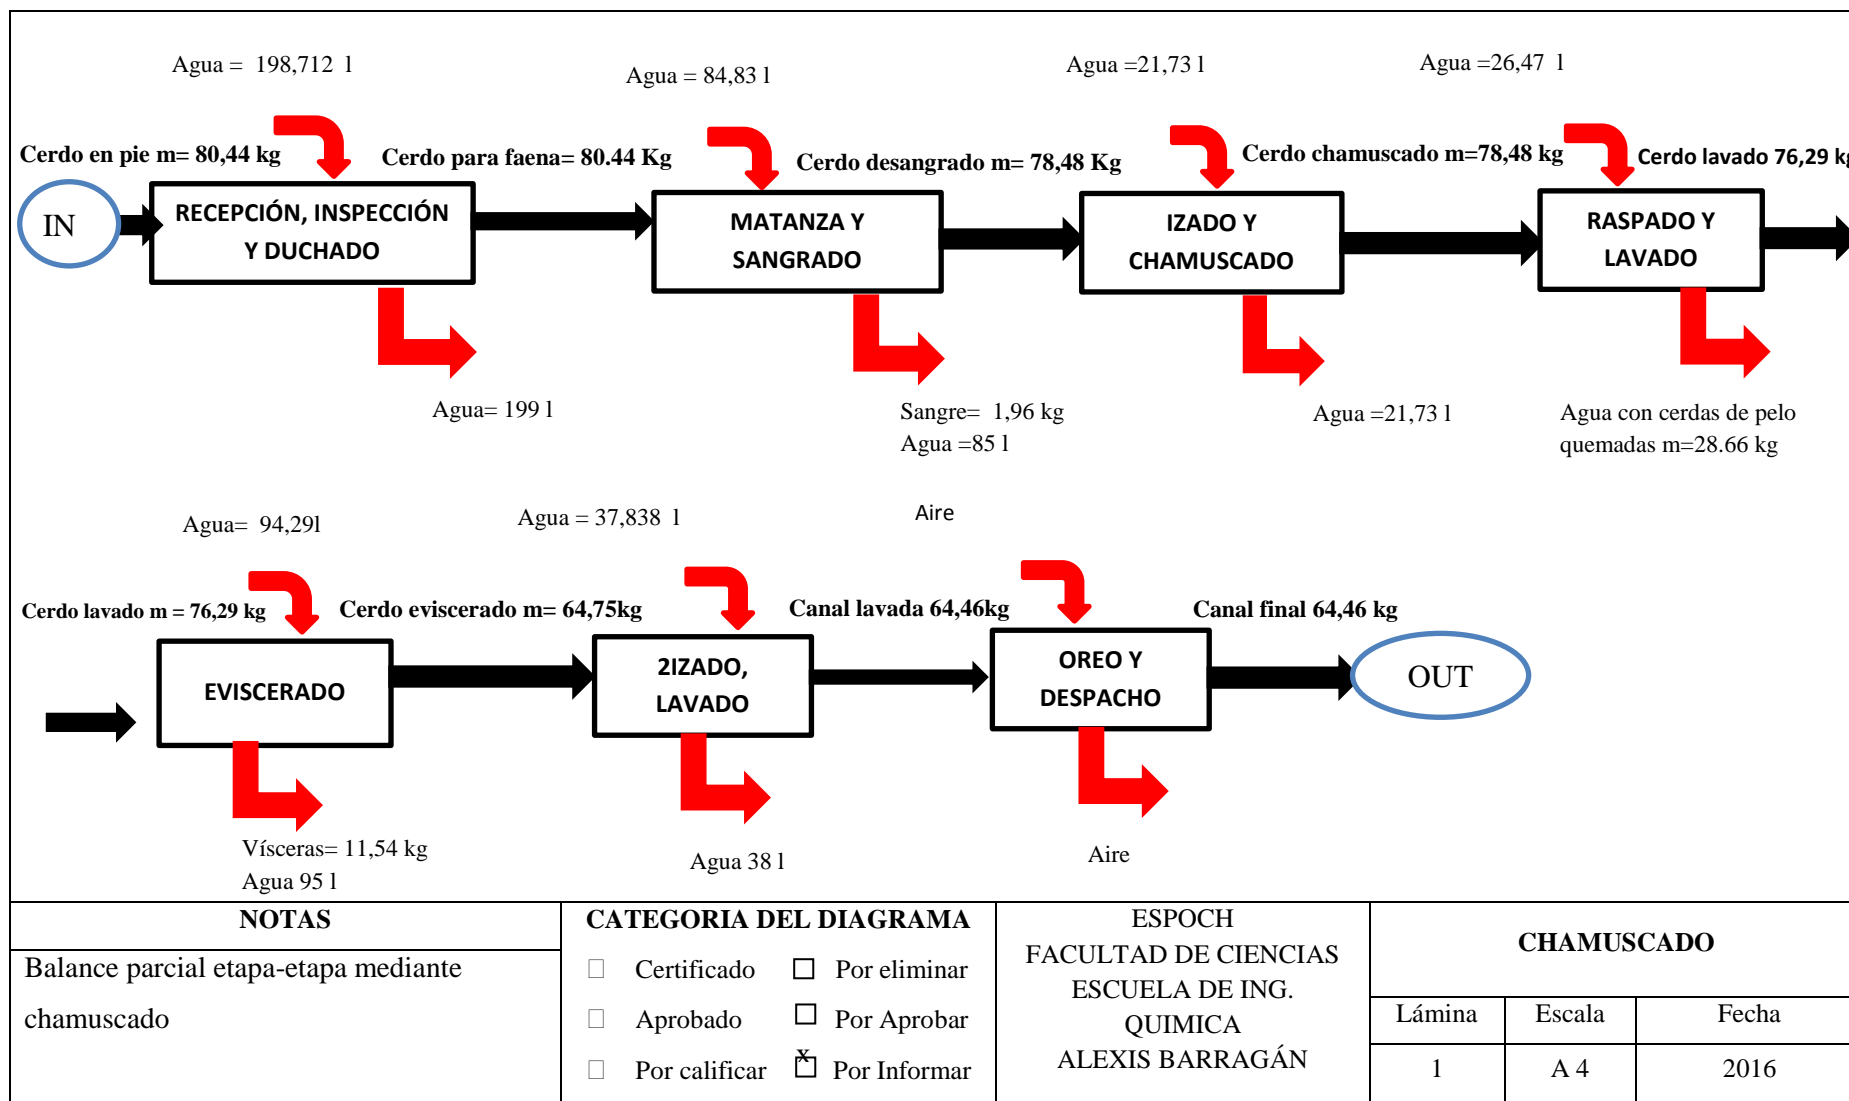 Agua = 198,712 l
Agua = 84,83 l
Agua =21,73 l
Agua =26,47 l
Cerdo en pie m= 80,44 kg
Cerdo para faena= 80.44 Kg
Cerdo desangrado m= 78,48 Kg
Cerdo chamuscado m=78,48 kg
Cerdo lavado 76,29 kg
IN
RECEPCIÓN, INSPECCIÓN
Y DUCHADO
MATANZA Y
SANGRADO
IZADO Y
CHAMUSCADO
RASPADO Y
LAVADO
Agua= 199 l
Sangre= 1,96 kg
Agua =85 l
Agua =21,73 l
Agua con cerdas de pelo
quemadas m=28.66 kg
Agua= 94,29l
Agua = 37,838 l
Aire
Cerdo lavado m = 76,29 kg
Cerdo eviscerado m= 64,75kg
Canal lavada 64,46kg
Canal final 64,46 kg
EVISCERADO
2IZADO,
LAVADO
OREO Y
DESPACHO
OUT
Vísceras= 11,54 kg
Agua 95 l
Agua 38 l
Aire
NOTAS
Balance parcial etapa-etapa mediante
chamuscado
CATEGORIA DEL DIAGRAMA
☐ Certificado ☐ Por eliminar
☐ Aprobado ☐ Por Aprobar
☐ Por calificar x☐ Por Informar
ESPOCH
FACULTAD DE CIENCIAS
ESCUELA DE ING.
QUIMICA
ALEXIS BARRAGÁN
CHAMUSCADO
Lámina Escala Fecha
1 A 4 2016